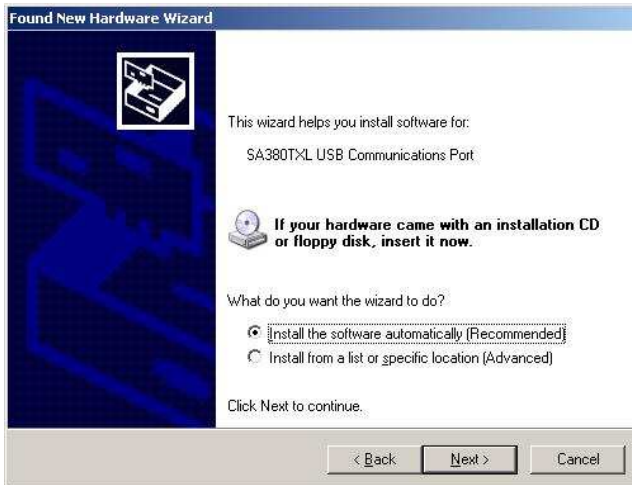 Found New Hardware Wizard
This wizard helps you install software for:
SA380TXL USB Communications Port
If your hardware came with an installation CD
or floppy disk, insert it now.
What do you want the wizard to do?
Install the software automatically (Recommended)
Install from a list or specific location (Advanced)
Click Next to continue.
< Back Next > Cancel